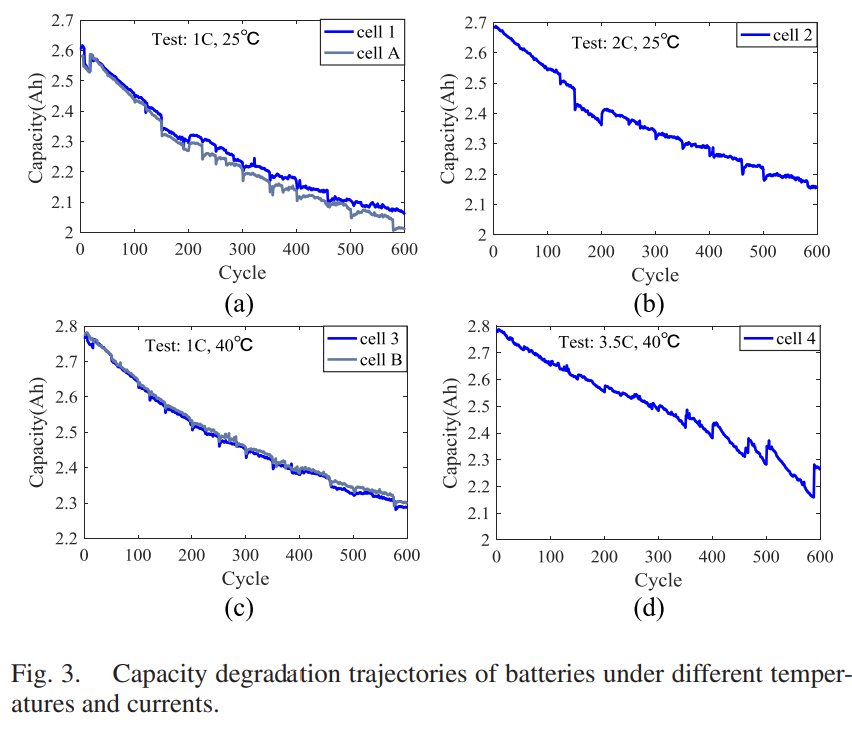 2.7
2.6
2.5
2.4
2.3
2.2
2.1
2
Capacity(Ah)
Test: 1C, 25℃
cell 1
cell A
0 100 200 300 400 500 600
Cycle
(a)
2.7
2.6
2.5
2.4
2.3
2.2
2.1
2
Capacity(Ah)
Test: 2C, 25℃
cell 2
0 100 200 300 400 500 600
Cycle
(b)
2.8
2.7
2.6
2.5
2.4
2.3
2.2
Capacity(Ah)
Test: 1C, 40℃
cell 3
cell B
0 100 200 300 400 500 600
Cycle
(c)
2.8
2.7
2.6
2.5
2.4
2.3
2.2
2.1
2
Capacity(Ah)
Test: 3.5C, 40℃
cell 4
0 100 200 300 400 500 600
Cycle
(d)
Fig. 3. Capacity degradation trajectories of batteries under different temper-
atures and currents.